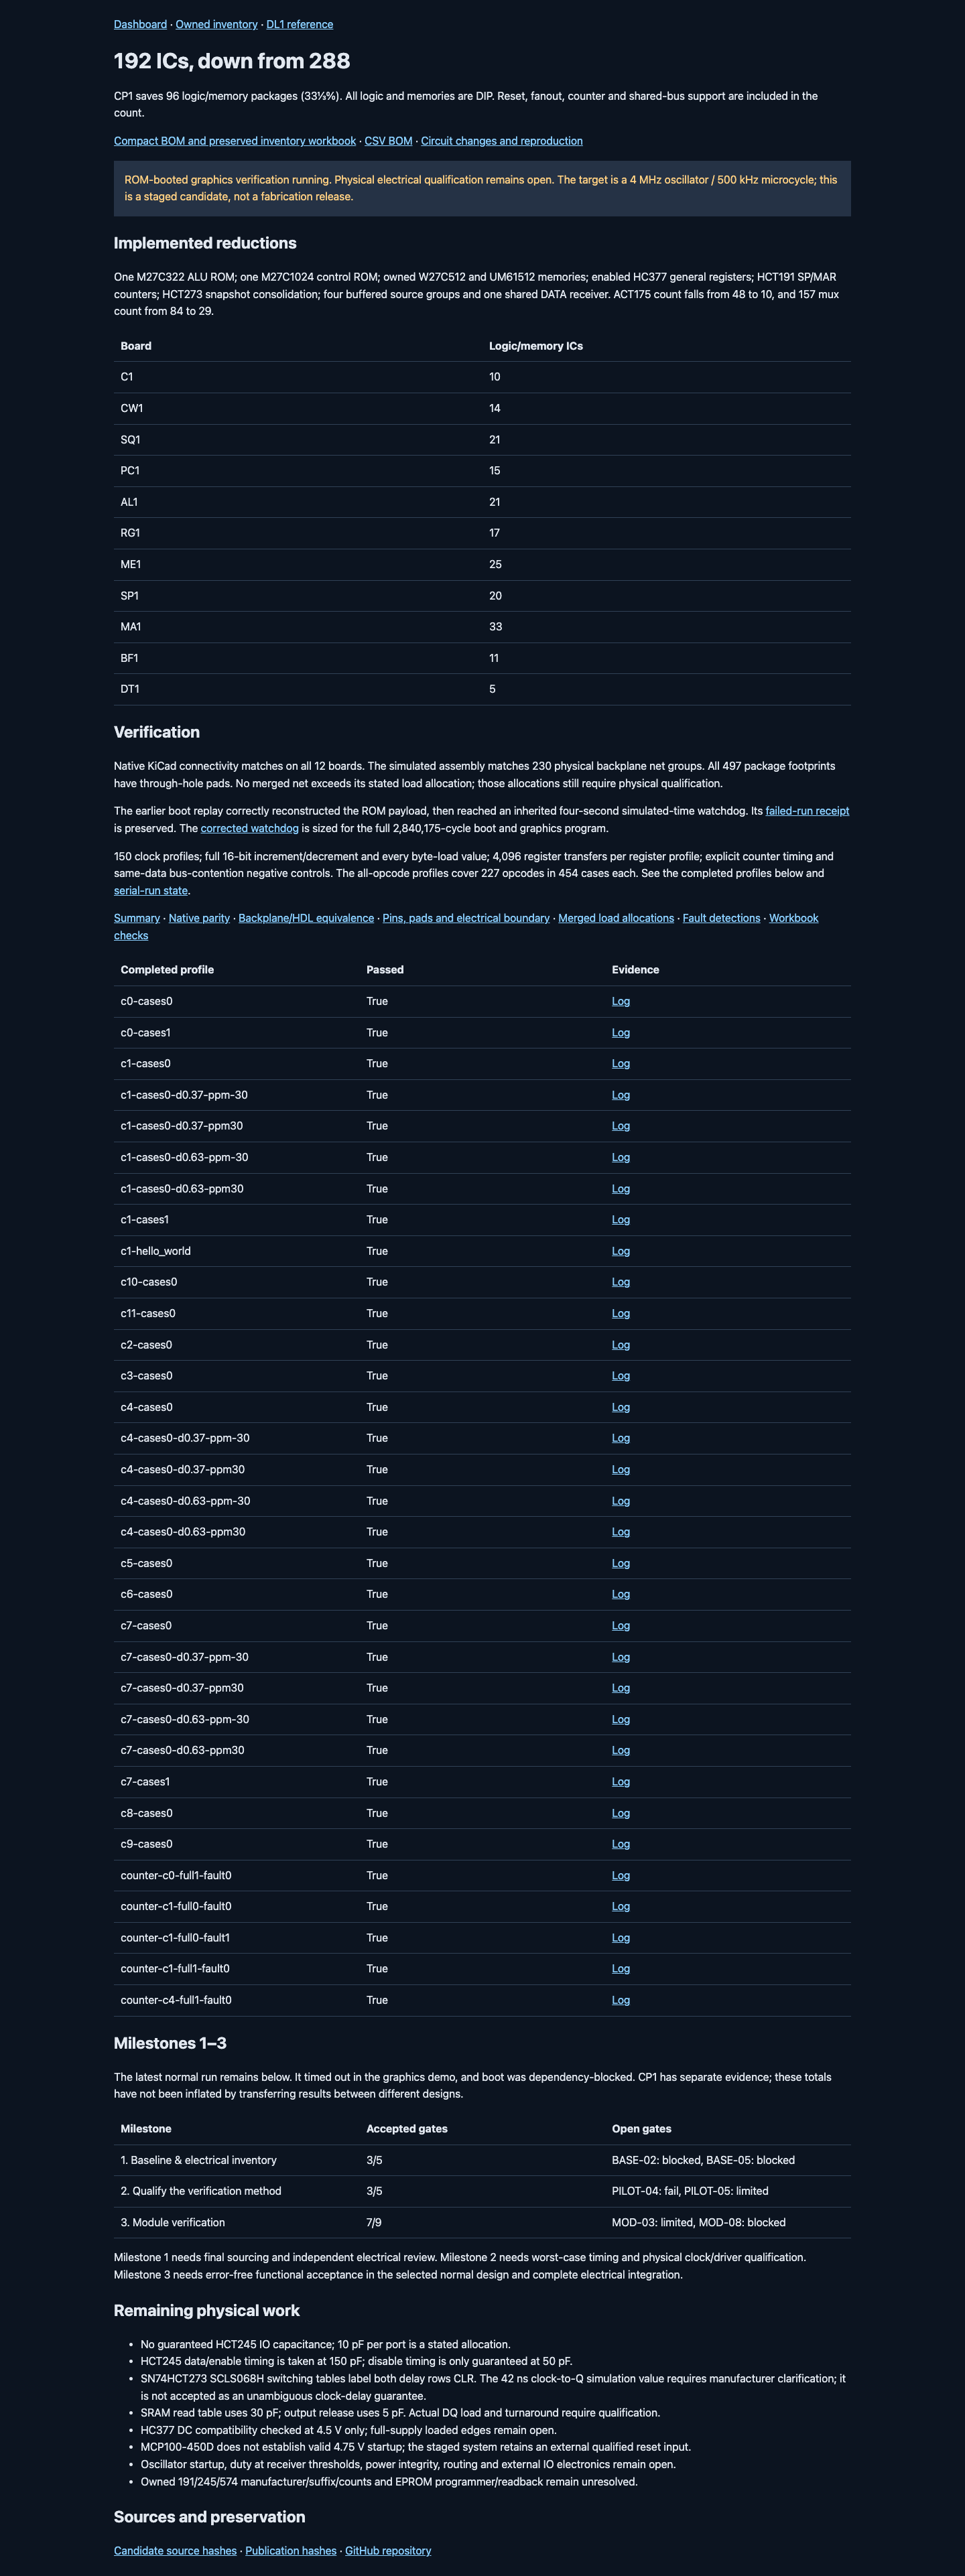 Dashboard · Owned inventory · DL1 reference
192 ICs, down from 288
CP1 saves 96 logic/memory packages (33⅓%). All logic and memories are DIP. Reset, fanout, counter and shared-bus support are included in the
count.
Compact BOM and preserved inventory workbook · CSV BOM · Circuit changes and reproduction
ROM-booted graphics verification running. Physical electrical qualification remains open. The target is a 4 MHz oscillator / 500 kHz microcycle; this
is a staged candidate, not a fabrication release.
Implemented reductions
One M27C322 ALU ROM; one M27C1024 control ROM; owned W27C512 and UM61512 memories; enabled HC377 general registers; HCT191 SP/MAR
counters; HCT273 snapshot consolidation; four buffered source groups and one shared DATA receiver. ACT175 count falls from 48 to 10, and 157 mux
count from 84 to 29.
Board Logic/memory ICs
C1 10
CW1 14
SQ1 21
PC1 15
AL1 21
RG1 17
ME1 25
SP1 20
MA1 33
BF1 11
DT1 5
Verification
Native KiCad connectivity matches on all 12 boards. The simulated assembly matches 230 physical backplane net groups. All 497 package footprints
have through-hole pads. No merged net exceeds its stated load allocation; those allocations still require physical qualification.
The earlier boot replay correctly reconstructed the ROM payload, then reached an inherited four-second simulated-time watchdog. Its failed-run receipt
is preserved. The corrected watchdog is sized for the full 2,840,175-cycle boot and graphics program.
150 clock profiles; full 16-bit increment/decrement and every byte-load value; 4,096 register transfers per register profile; explicit counter timing and
same-data bus-contention negative controls. The all-opcode profiles cover 227 opcodes in 454 cases each. See the completed profiles below and
serial-run state.
Summary · Native parity · Backplane/HDL equivalence · Pins, pads and electrical boundary · Merged load allocations · Fault detections · Workbook
checks
Completed profile Passed Evidence
c0-cases0 True Log
c0-cases1 True Log
c1-cases0 True Log
c1-cases0-d0.37-ppm-30 True Log
c1-cases0-d0.37-ppm30 True Log
c1-cases0-d0.63-ppm-30 True Log
c1-cases0-d0.63-ppm30 True Log
c1-cases1 True Log
c1-hello_world True Log
c10-cases0 True Log
c11-cases0 True Log
c2-cases0 True Log
c3-cases0 True Log
c4-cases0 True Log
c4-cases0-d0.37-ppm-30 True Log
c4-cases0-d0.37-ppm30 True Log
c4-cases0-d0.63-ppm-30 True Log
c4-cases0-d0.63-ppm30 True Log
c5-cases0 True Log
c6-cases0 True Log
c7-cases0 True Log
c7-cases0-d0.37-ppm-30 True Log
c7-cases0-d0.37-ppm30 True Log
c7-cases0-d0.63-ppm-30 True Log
c7-cases0-d0.63-ppm30 True Log
c7-cases1 True Log
c8-cases0 True Log
c9-cases0 True Log
counter-c0-full1-fault0 True Log
counter-c1-full0-fault0 True Log
counter-c1-full0-fault1 True Log
counter-c1-full1-fault0 True Log
counter-c4-full1-fault0 True Log
Milestones 1–3
The latest normal run remains below. It timed out in the graphics demo, and boot was dependency-blocked. CP1 has separate evidence; these totals
have not been inflated by transferring results between different designs.
Milestone Accepted gates Open gates
1. Baseline & electrical inventory 3/5 BASE-02: blocked, BASE-05: blocked
2. Qualify the verification method 3/5 PILOT-04: fail, PILOT-05: limited
3. Module verification 7/9 MOD-03: limited, MOD-08: blocked
Milestone 1 needs final sourcing and independent electrical review. Milestone 2 needs worst-case timing and physical clock/driver qualification.
Milestone 3 needs error-free functional acceptance in the selected normal design and complete electrical integration.
Remaining physical work
• No guaranteed HCT245 IO capacitance; 10 pF per port is a stated allocation.
• HCT245 data/enable timing is taken at 150 pF; disable timing is only guaranteed at 50 pF.
• SN74HCT273 SCLS068H switching tables label both delay rows CLR. The 42 ns clock-to-Q simulation value requires manufacturer clarification; it
is not accepted as an unambiguous clock-delay guarantee.
• SRAM read table uses 30 pF; output release uses 5 pF. Actual DQ load and turnaround require qualification.
• HC377 DC compatibility checked at 4.5 V only; full-supply loaded edges remain open.
• MCP100-450D does not establish valid 4.75 V startup; the staged system retains an external qualified reset input.
• Oscillator startup, duty at receiver thresholds, power integrity, routing and external IO electronics remain open.
• Owned 191/245/574 manufacturer/suffix/counts and EPROM programmer/readback remain unresolved.
Sources and preservation
Candidate source hashes · Publication hashes · GitHub repository